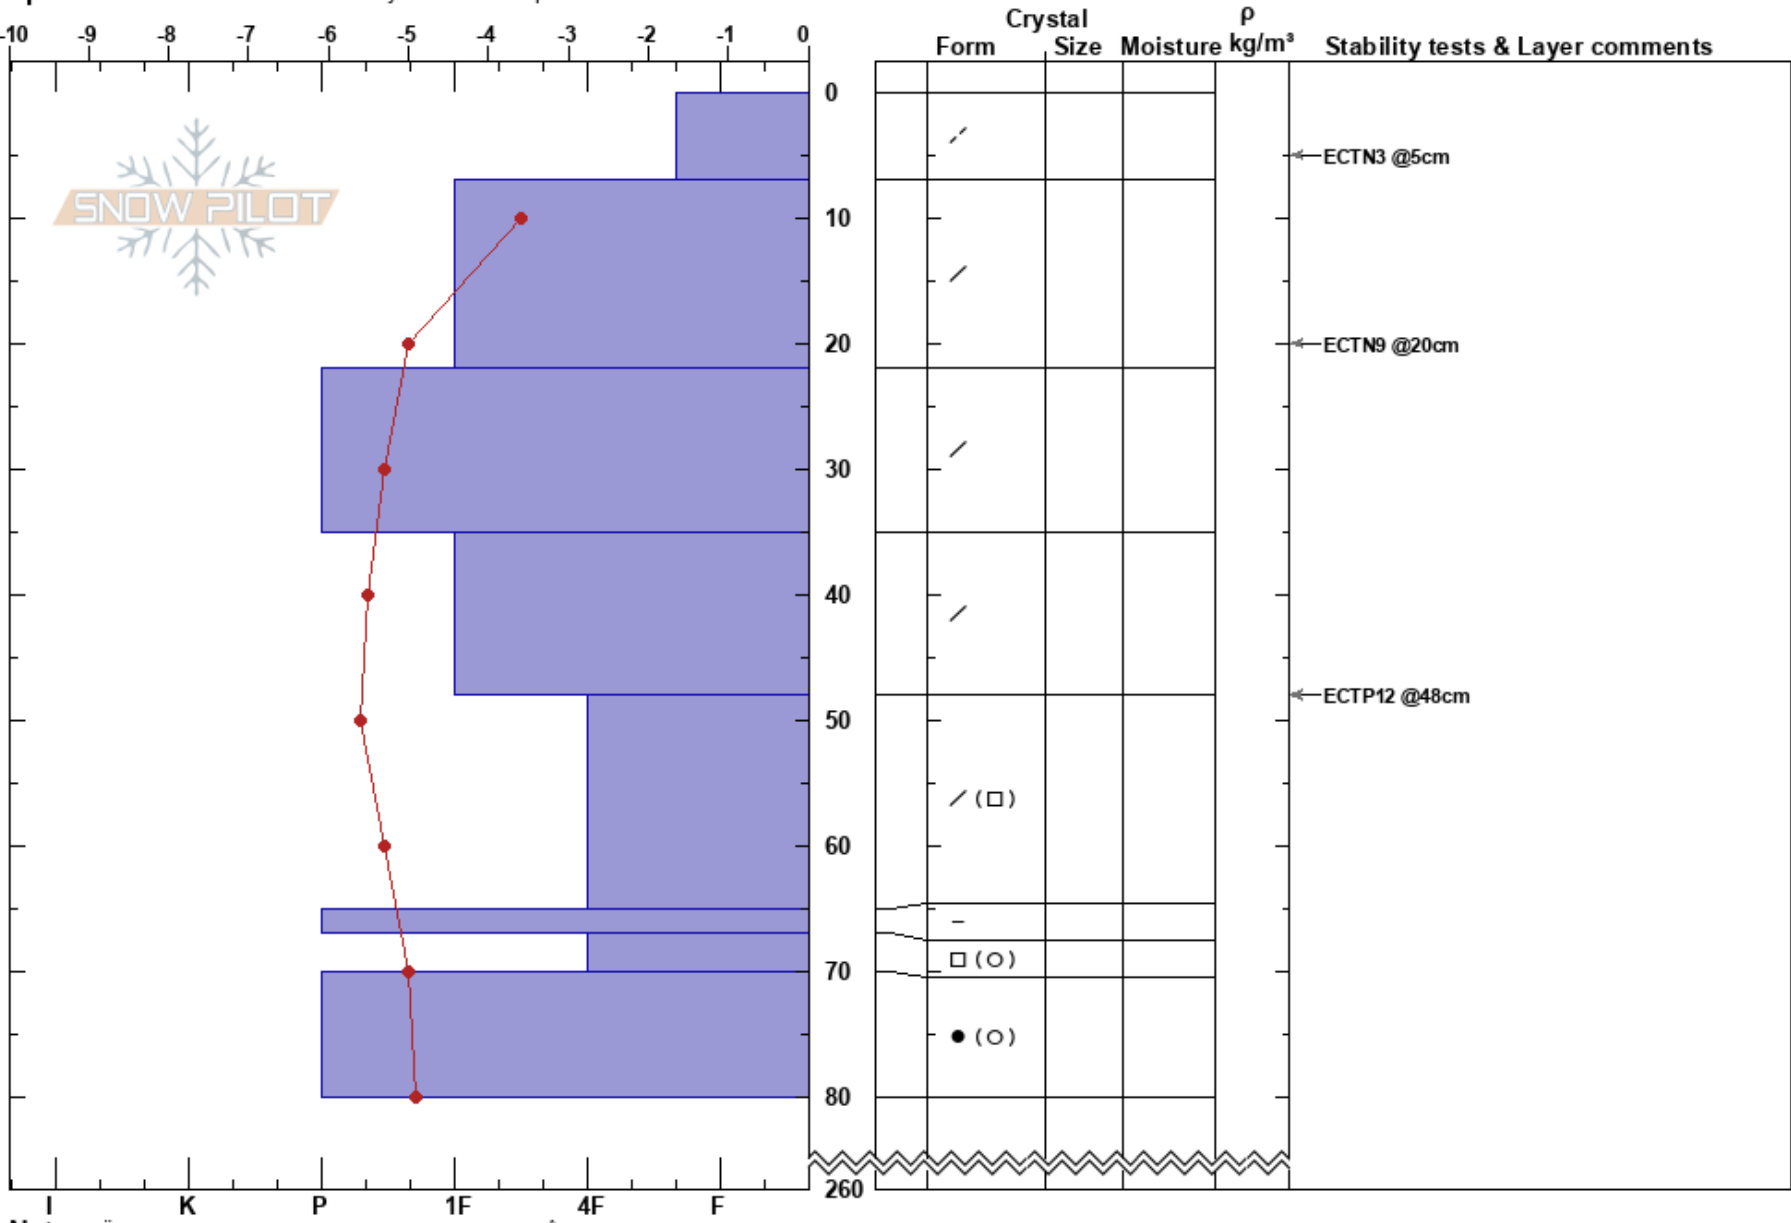 Crystal ρ
-10 -9 -8 -7 -6 -5 -4 -3 -2 -1 0 Form Size Moisture kg/m³ Stability tests & Layer comments
0
ECTN3 @5cm
SNOW PILOT
10
20 ECTN9 @20cm
30
40
ECTP12 @48cm
50
60
70
80
260
I K P 1F 4F F